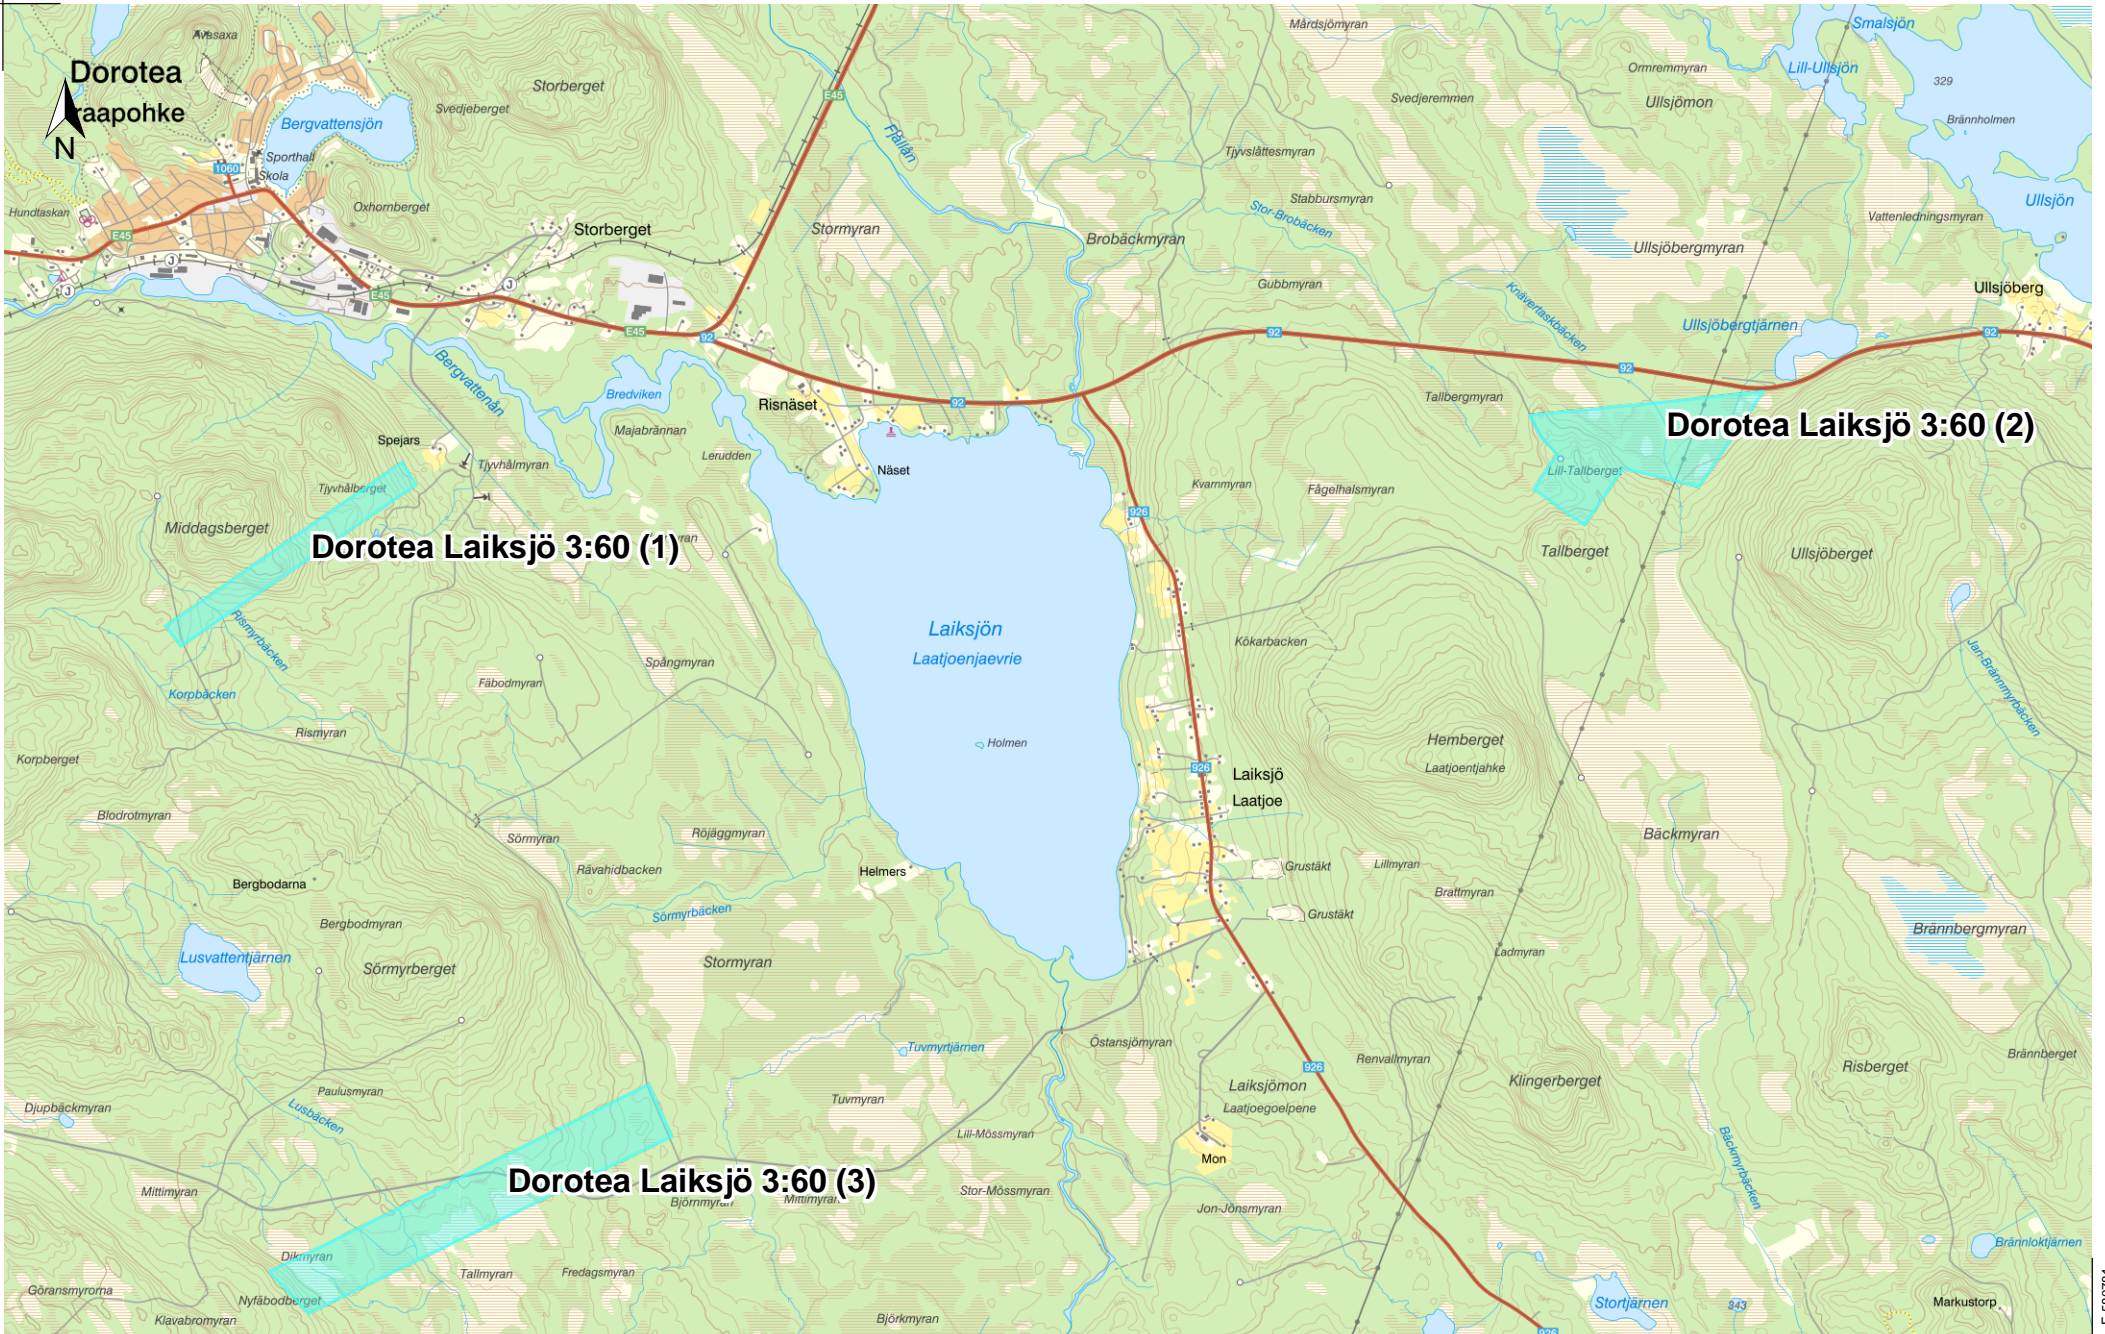 Avasaxa
Dorotea
raapohke
N
Bergvattensjön
Svedjeberget
Storberget
Sporthall
Skola
1060
Hundtaskan
Oxhornberget
E45
J
J
E45
Storberget
J
E45
92
E45
Fjällån
Stormyran
Brobäckmyran
Mårdsjömyran
Svedjeremmen
Tjyvslåttesmyran
Stabbursmyran
Stor-Brobäcken
Gubbmyran
Smalsjön
Lill-Ullsjön
Ormremmyran
Ullsjömon
329
Brännholmen
Ullsjön
Vattenledningsmyran
Ullsjöbergmyran
Ullsjöberg
Knävertaskbäcken
Ullsjöbergtjärnen
92
92
92
92
Bergvattenån
Bredviken
Risnäset
Majabrännan
Lerudden
Näset
Spejars
Tjyvhålmyran
Tjyvhålberget
Middagsberget
Dorotea Laiksjö 3:60 (1)
yran
Tallbergmyran
Dorotea Laiksjö 3:60 (2)
Lill-Tallberget
Kvarnmyran
Fågelhalsmyran
926
Tallberget
Ullsjöberget
Rismyrbäcken
Korpbäcken
Laiksjön
Laatjoenjaevrie
Kökarbacken
Spångmyran
Fäbodmyran
Jan-Brännmyrbäcken
Rismyran
Korpberget
Holmen
Hemberget
Laatjoentjahke
926
Laiksjö
Laatjoe
Blodrotmyran
Sörmyran
Röjäggmyran
Bäckmyran
Rävahidbacken
Helmers
Grustäkt
Lillmyran
Bergbodarna
Brattmyran
Sörmyrbäcken
Grustäkt
Bergbodmyran
Brännbergmyran
Lusvattentjärnen
Sörmyrberget
Stormyran
Ladmyran
Tuvmyrtjärnen
Östansjömyran
Renvallmyran
Brännberget
926
Risberget
Klingerberget
Laiksjömon
Laatjoegoelpene
Paulusmyran
Djupbäckmyran
Lusbäcken
Tuvmyran
Lill-Mössmyran
Mon
Bäckmyrbäcken
Dorotea Laiksjö 3:60 (3)
Mittimyran
Björnmyran
Mittimyran
Stor-Mössmyran
Jon-Jönsmyran
Dikmyran
Tallmyran
Fredagsmyran
Brännloktjärnen
Göransmyrorna
Nyfäbodberget
Klavabromyran
Björkmyran
Stortjärnen
343
Markustorp
926